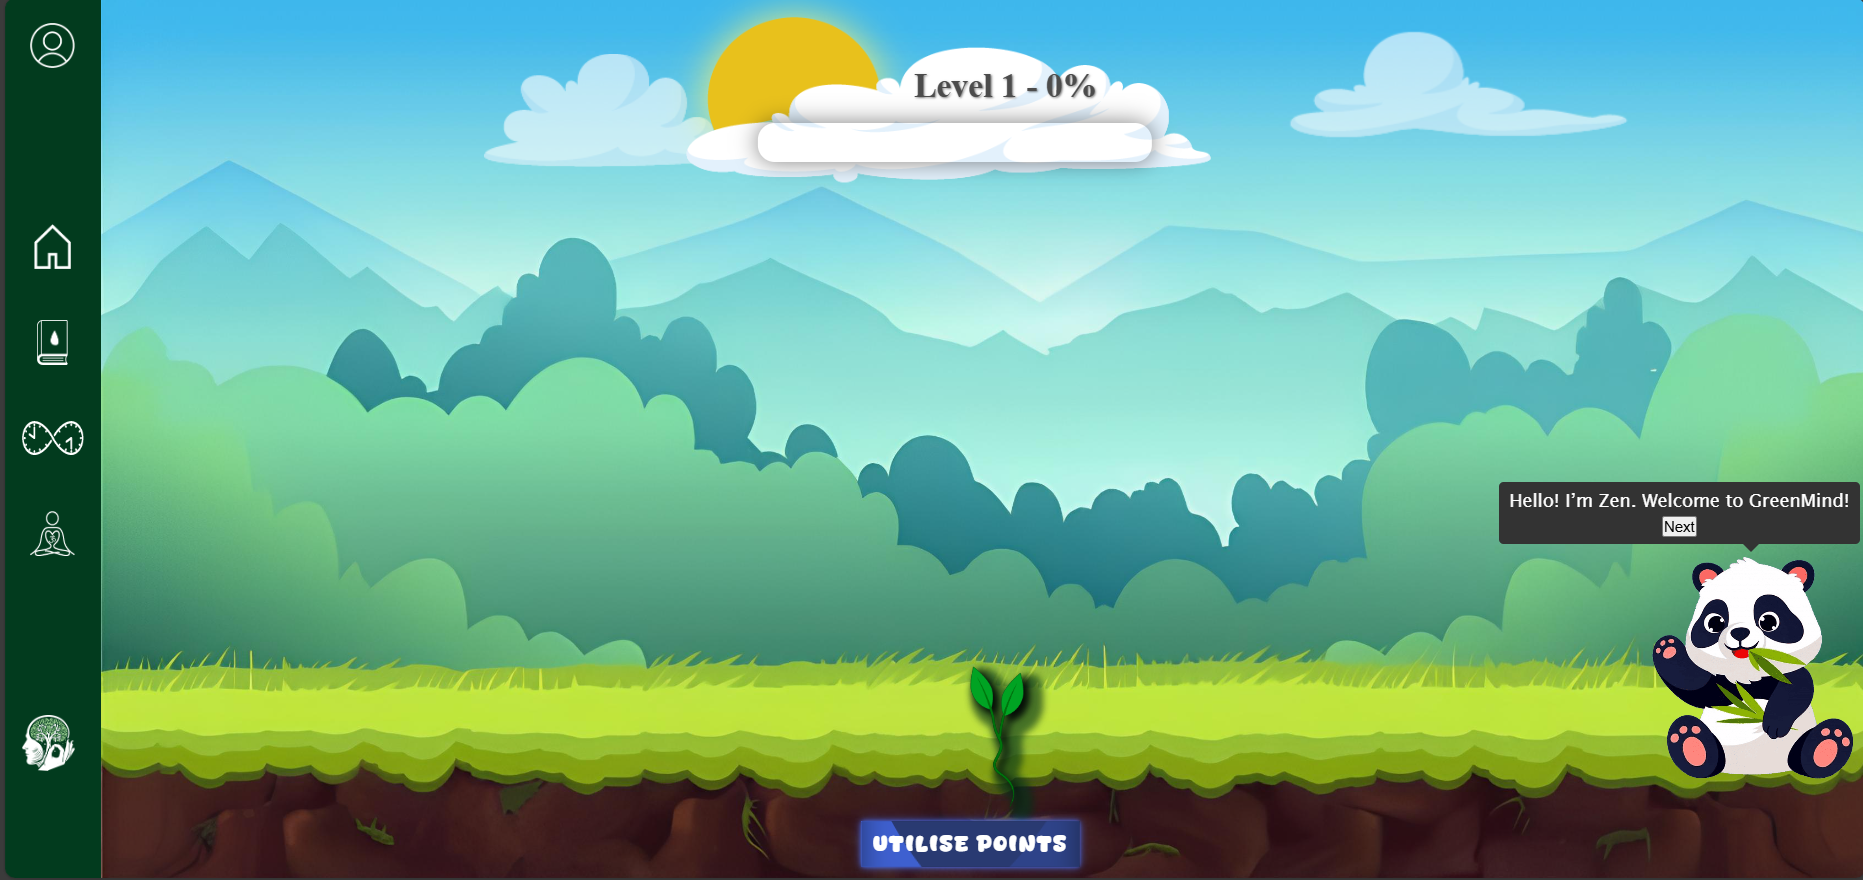 Level 1 - 0%
Hello! I’m Zen. Welcome to GreenMind!
Next
UTILISE POINTS